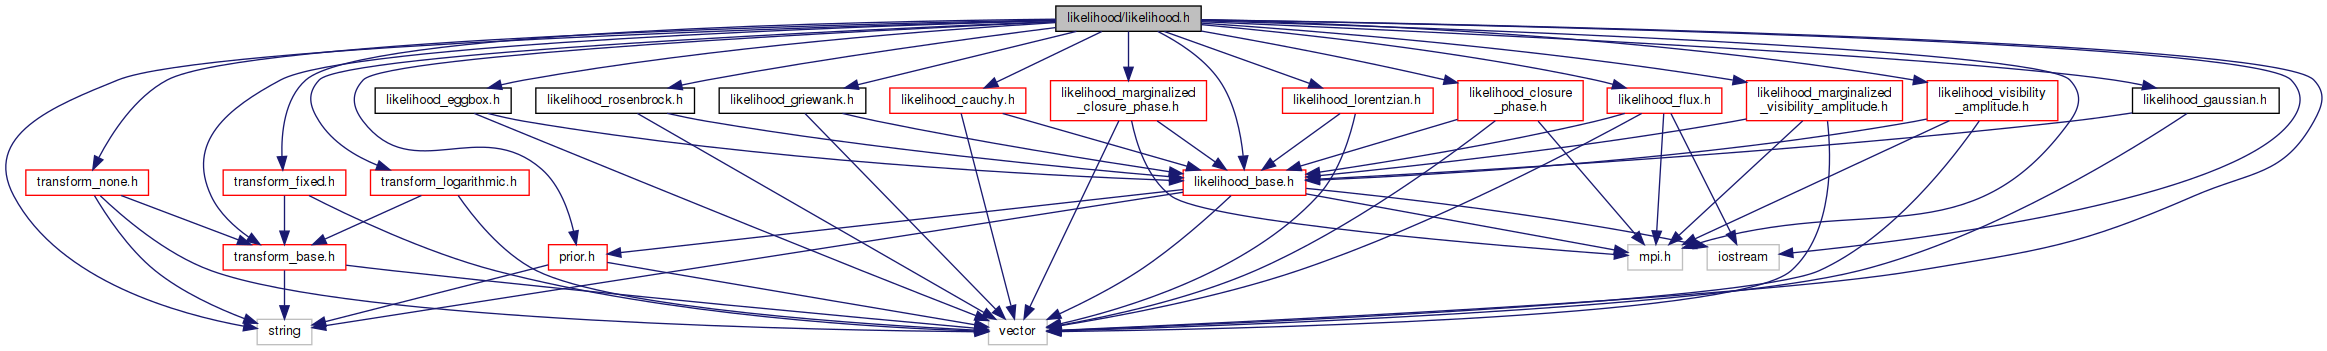 likelihood/likelihood.h
likelihood_eggbox.h
likelihood_rosenbrock.h
likelihood_griewank.h
likelihood_cauchy.h
likelihood_marginalized
_closure_phase.h
likelihood_lorentzian.h
likelihood_closure
_phase.h
likelihood_flux.h
likelihood_marginalized
_visibility_amplitude.h
likelihood_visibility
_amplitude.h
likelihood_gaussian.h
transform_none.h
transform_fixed.h
transform_logarithmic.h
likelihood_base.h
transform_base.h
prior.h
mpi.h
iostream
string
vector